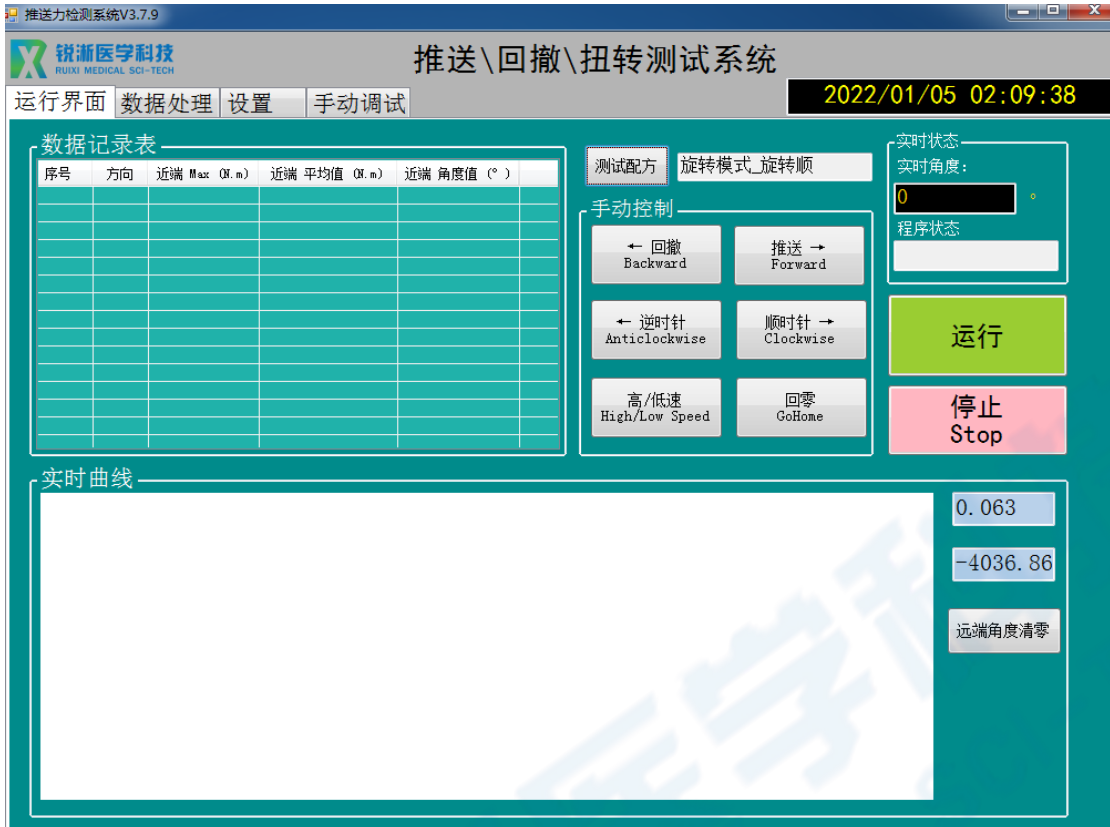 推送力检测系统V3.7.9
锐淅医学科技
RUIXI MEDICAL SCI-TECH
推送\回撤\扭转测试系统
运行界面 数据处理 设置 手动调试
2022/01/05 02:09:38
数据记录表
序号 方向 近端 Max (N.m) 近端 平均值 (N.m) 近端 角度值 (°)
测试配方 旋转模式_旋转顺
手动控制
← 回撤
Backward
推送 →
Forward
← 逆时针
Anticlockwise
顺时针 →
Clockwise
高/低速
High/Low Speed
回零
GoHome
实时状态
实时角度:
0 °
程序状态
运行
停止
Stop
实时曲线
0.063
-4036.86
远端角度清零
医学科